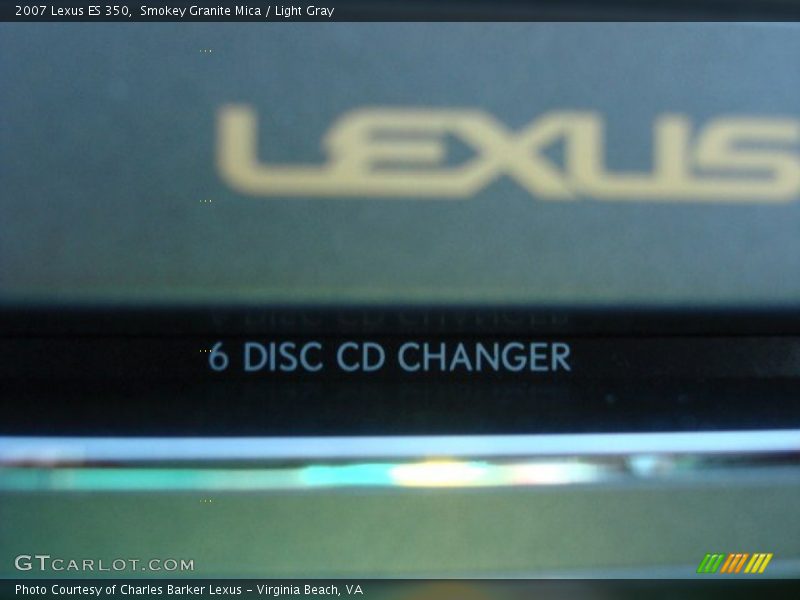 2007 Lexus ES 350, Smokey Granite Mica / Light Gray
LEXUS
6 DISC CD CHANGER
GTCARLOT.COM
Photo Courtesy of Charles Barker Lexus - Virginia Beach, VA